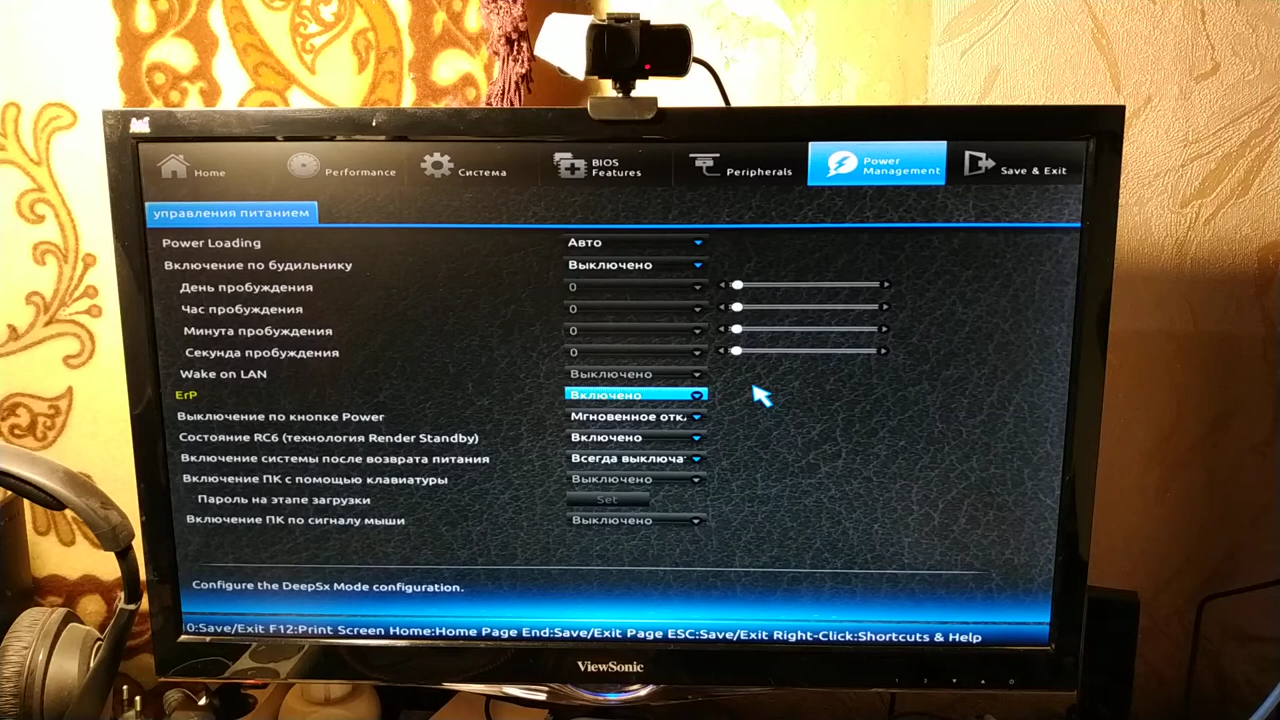 Home
Performance
Система
BIOS Features
Peripherals
Power Management
Save & Exit
управления питанием
Power Loading Авто
Включение по будильнику Выключено
День пробуждения 0
Час пробуждения 0
Минута пробуждения 0
Секунда пробуждения 0
Wake on LAN Выключено
ErP Включено
Выключение по кнопке Power Мгновенное отк
Состояние RC6 (технология Render Standby) Включено
Включение системы после возврата питания Всегда выключа
Включение ПК с помощью клавиатуры Выключено
Пароль на этапе загрузки Set
Включение ПК по сигналу мыши Выключено
Configure the DeepSx Mode configuration.
0:Save/Exit F12:Print Screen Home:Home Page End:Save/Exit Page ESC:Save/Exit Right-Click:Shortcuts & Help
ViewSonic
1 2